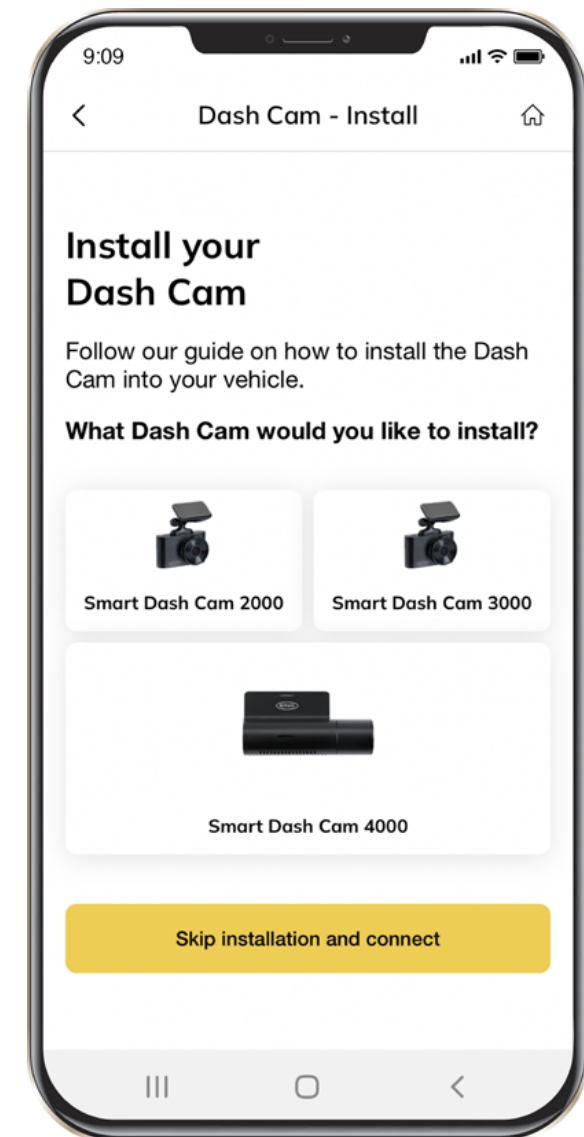 9:09
Dash Cam - Install
Install your
Dash Cam
Follow our guide on how to install the Dash
Cam into your vehicle.
What Dash Cam would you like to install?
Smart Dash Cam 2000
Smart Dash Cam 3000
RING
Smart Dash Cam 4000
Skip installation and connect